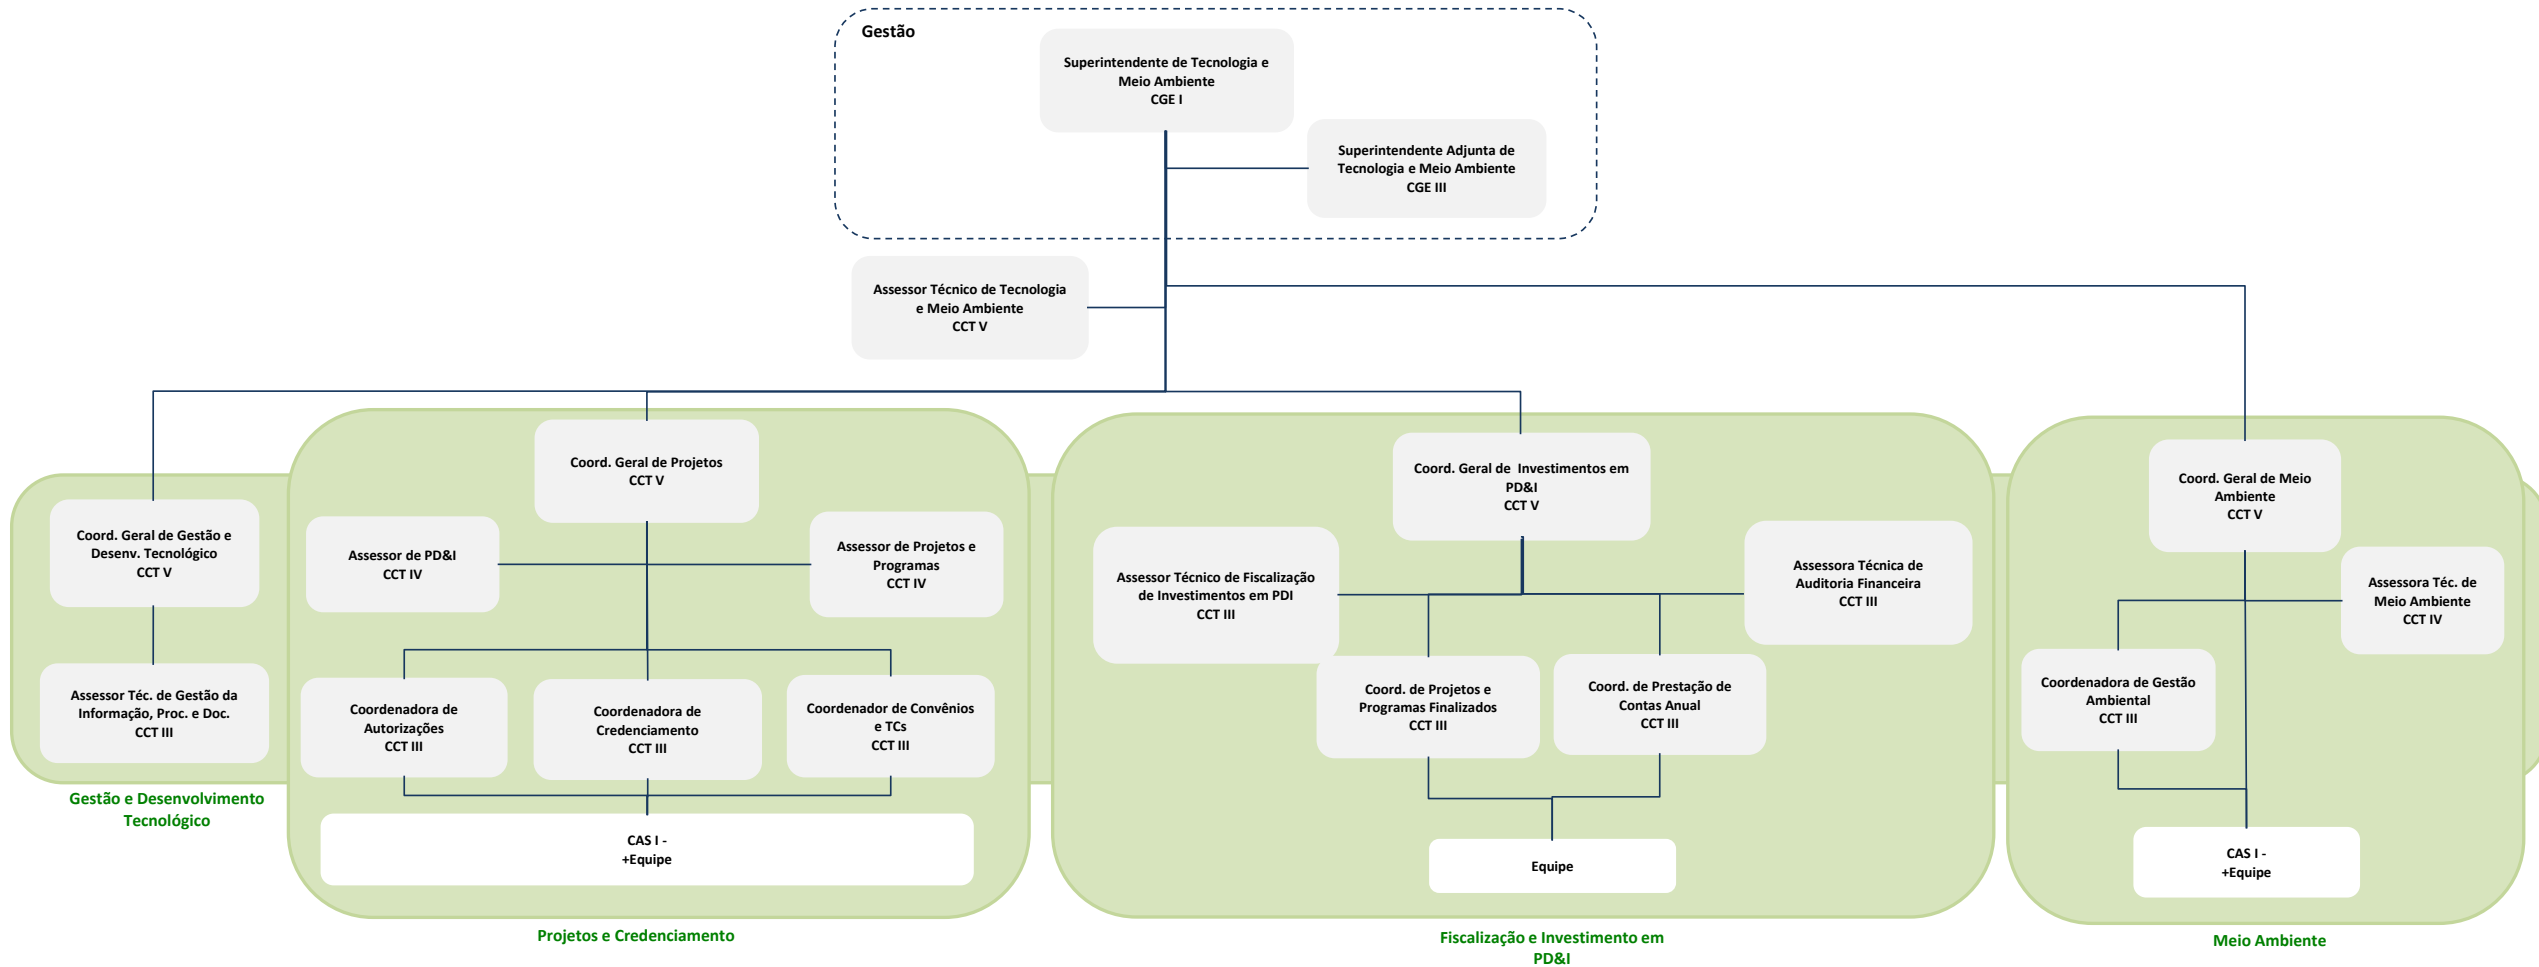 Gestão
Superintendente de Tecnologia e
Meio Ambiente
CGE I
Superintendente Adjunta de
Tecnologia e Meio Ambiente
CGE III
Assessor Técnico de Tecnologia
e Meio Ambiente
CCT V
Coord. Geral de Gestão e
Desenv. Tecnológico
CCT V
Assessor Téc. de Gestão da
Informação, Proc. e Doc.
CCT III
Gestão e Desenvolvimento
Tecnológico
Coord. Geral de Projetos
CCT V
Assessor de PD&I
CCT IV
Assessor de Projetos e
Programas
CCT IV
Coordenadora de
Autorizações
CCT III
Coordenadora de
Credenciamento
CCT III
Coordenador de Convênios
e TCs
CCT III
CAS I -
+Equipe
Projetos e Credenciamento
Coord. Geral de  Investimentos em
PD&I
CCT V
Assessor Técnico de Fiscalização
de Investimentos em PDI
CCT III
Assessora Técnica de
Auditoria Financeira
CCT III
Coord. de Projetos e
Programas Finalizados
CCT III
Coord. de Prestação de
Contas Anual
CCT III
Equipe
Fiscalização e Investimento em
PD&I
Coord. Geral de Meio
Ambiente
CCT V
Assessora Téc. de
Meio Ambiente
CCT IV
Coordenadora de Gestão
Ambiental
CCT III
CAS I -
+Equipe
Meio Ambiente